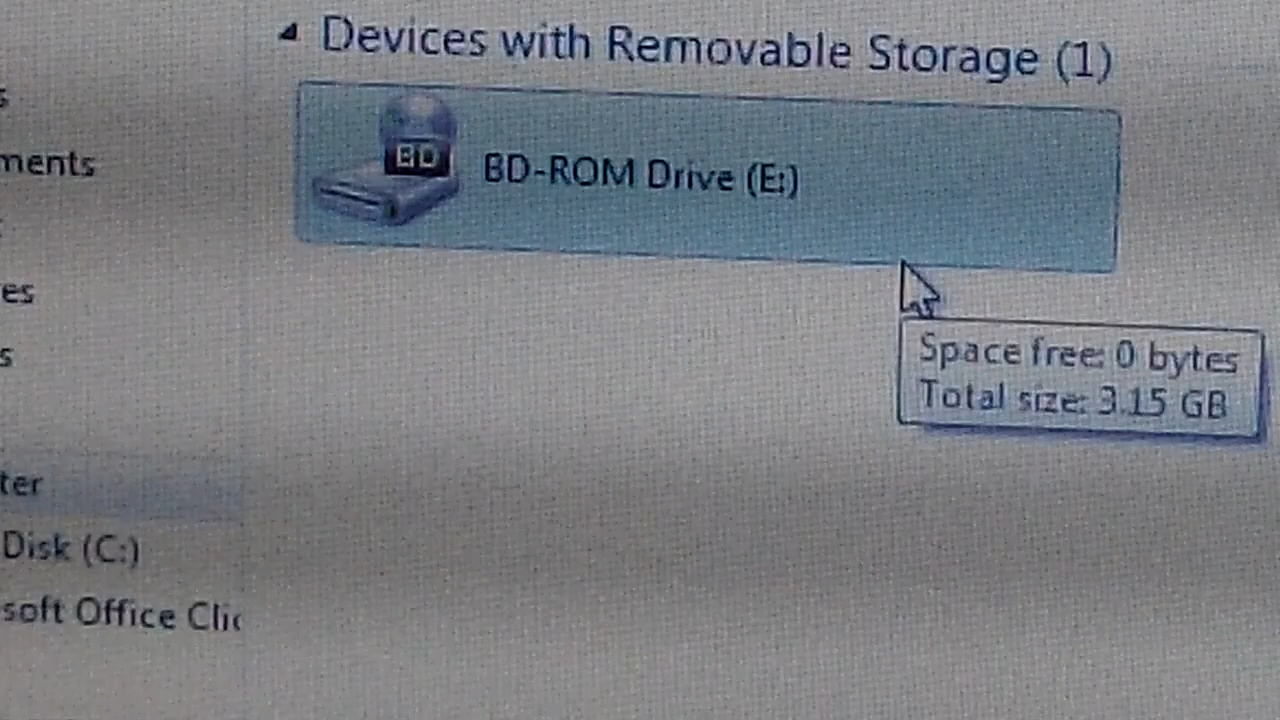 Devices with Removable Storage (1)
BD
BD-ROM Drive (E:)
Space free: 0 bytes
Total size: 3.15 GB
s
ments
es
s
ter
Disk (C:)
soft Office Clic